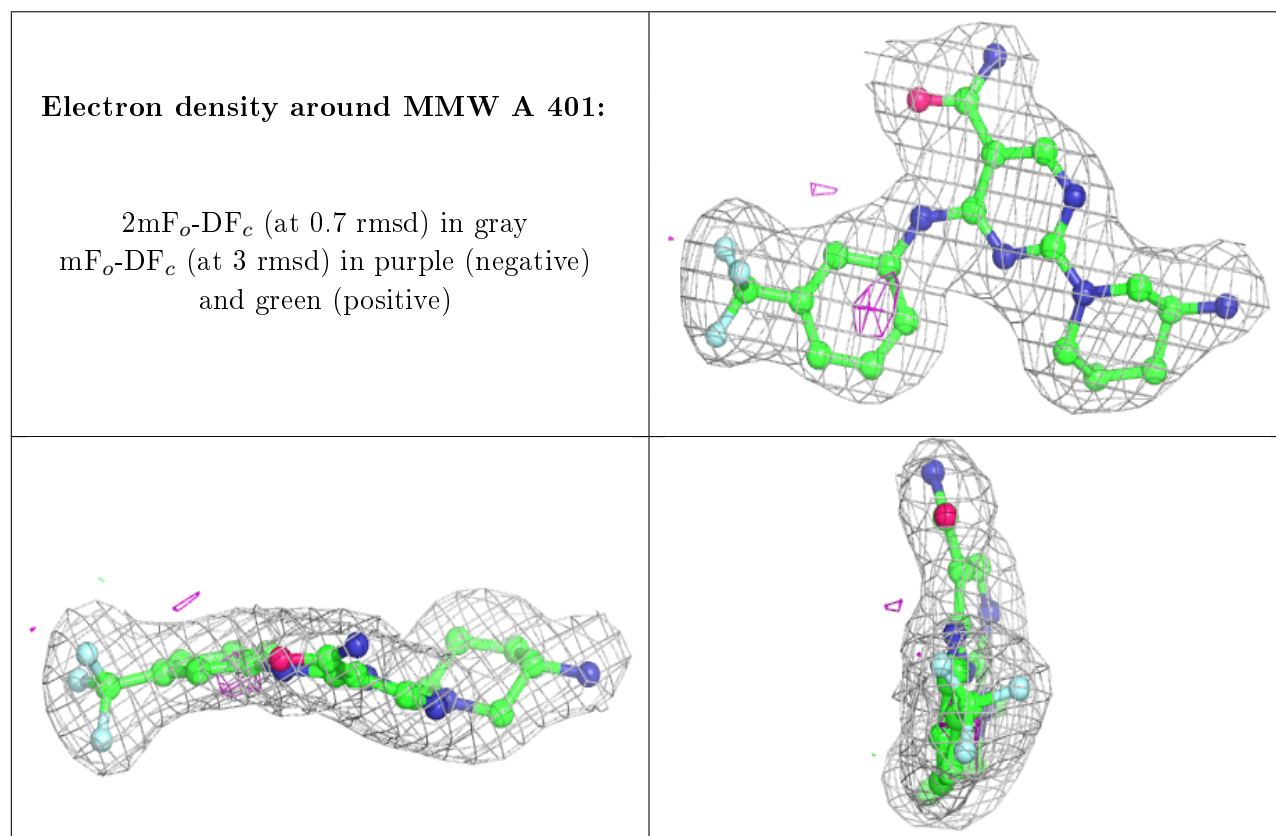 Electron density around MMW A 401:
2mFₒ-DF𝒸 (at 0.7 rmsd) in gray
mFₒ-DF𝒸 (at 3 rmsd) in purple (negative)
and green (positive)